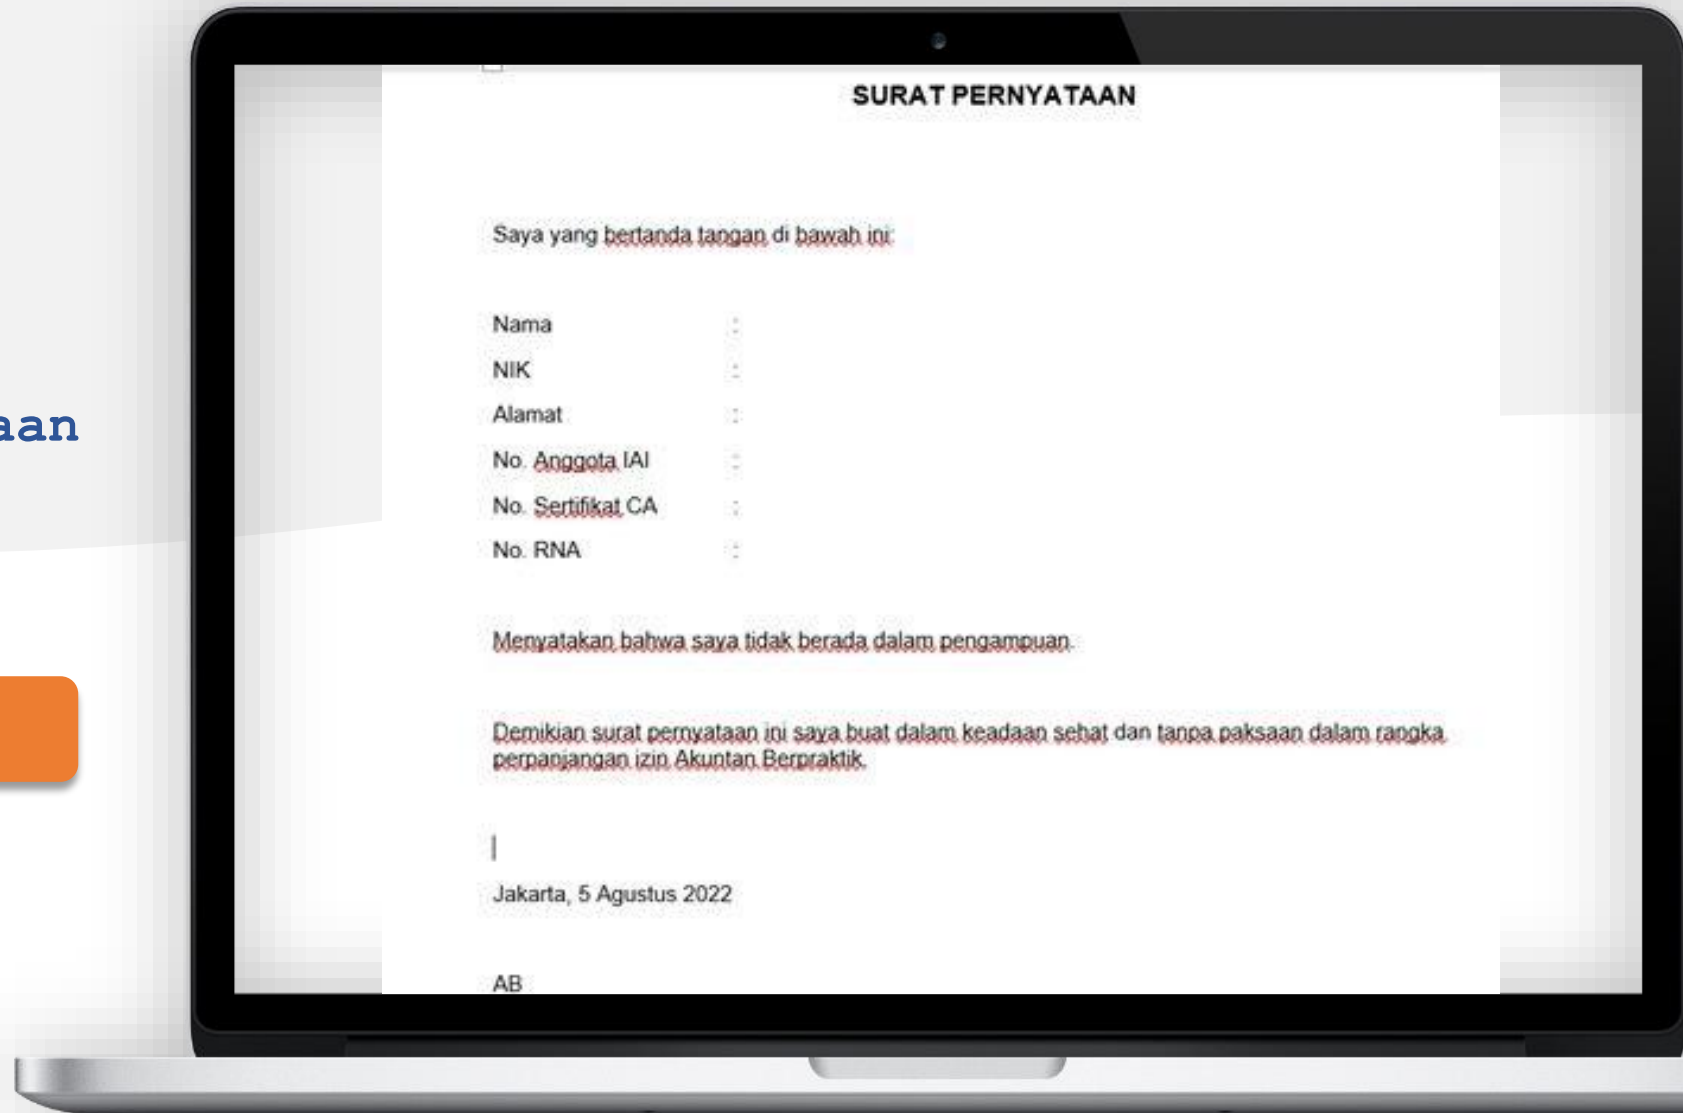 aan
SURAT PERNYATAAN
Saya yang bertanda tangan di bawah ini:
Nama :
NIK :
Alamat :
No. Anggota IAI :
No. Sertifikat CA :
No. RNA :
Menyatakan bahwa saya tidak berada dalam pengampuan.
Demikian surat pernyataan ini saya buat dalam keadaan sehat dan tanpa paksaan dalam rangka
perpanjangan izin Akuntan Berpraktik.
Jakarta, 5 Agustus 2022
AB